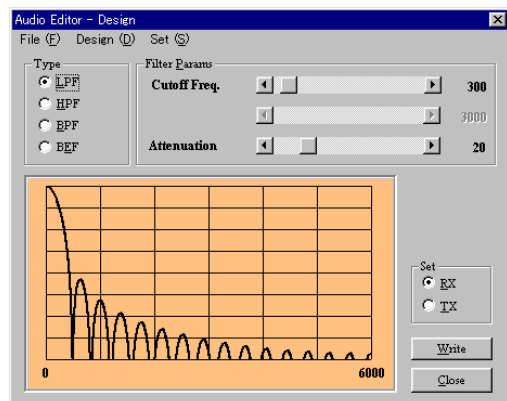 Audio Editor - Design
File (F) Design (D) Set (S)
Type
LPF
HPF
BPF
BEF
Filter Params
Cutoff Freq. 300
3000
Attenuation 20
0 6000
Set
RX
TX
Write
Close